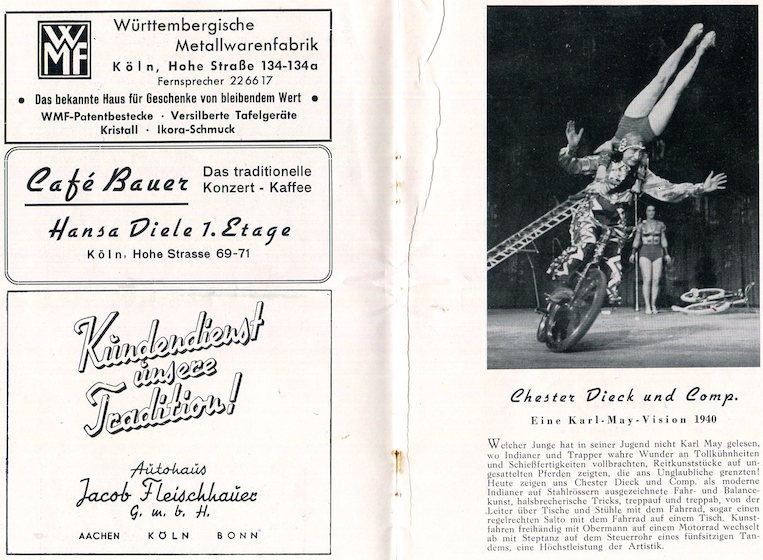 WMF
Württembergische
Metallwarenfabrik
Köln, Hohe Straße 134-134a
Fernsprecher 226617
• Das bekannte Haus für Geschenke von bleibendem Wert •
WMF-Patentbestecke · Versilberte Tafelgeräte
Kristall · Ikora-Schmuck
Café Bauer
Das traditionelle
Konzert - Kaffee
Hansa Diele 1. Etage
Köln, Hohe Strasse 69-71
Kundendienst
unsere
Tradition!
Autohaus
Jacob Fleischhauer
G. m. b. H.
AACHEN KÖLN BONN
Chester Dieck und Comp.
Eine Karl-May-Vision 1940
Welcher Junge hat in seiner Jugend nicht Karl May gelesen,
wo Indianer und Trapper wahre Wunder an Tollkühnheiten
und Schießfertigkeiten vollbrachten, Reitkunststücke auf un-
gesattelten Pferden zeigten, die ans Unglaubliche grenzten!
Heute zeigen uns Chester Dieck und Comp. als moderne
Indianer auf Stahlrössern ausgezeichnete Fahr- und Balance-
kunst, halsbrecherische Tricks, treppauf und treppab, von der
Leiter über Tische und Stühle mit dem Fahrrad, sogar einen
regelrechten Salto mit dem Fahrrad auf einem Tisch. Kunst-
fahren freihändig mit Obermann auf einem Motorrad wechselt
ab mit Steptanz auf dem Steuerrohr eines fünfsitzigen Tan-
dems, eine Höchstleistung der Artistik.